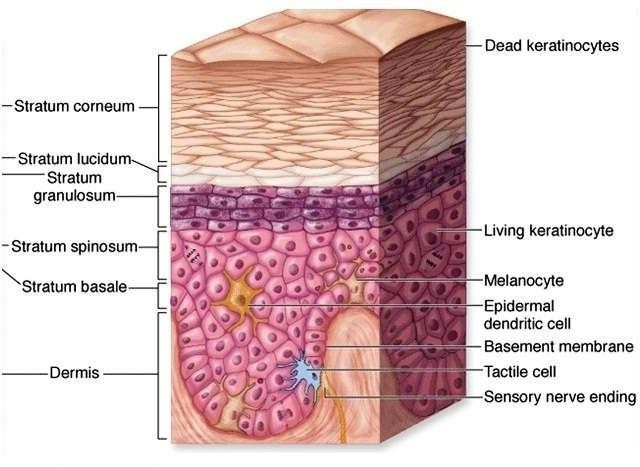 Stratum corneum
Stratum lucidum
Stratum
granulosum
Stratum spinosum
Stratum basale
Dermis
Dead keratinocytes
Living keratinocyte
Melanocyte
Epidermal
dendritic cell
Basement membrane
Tactile cell
Sensory nerve ending